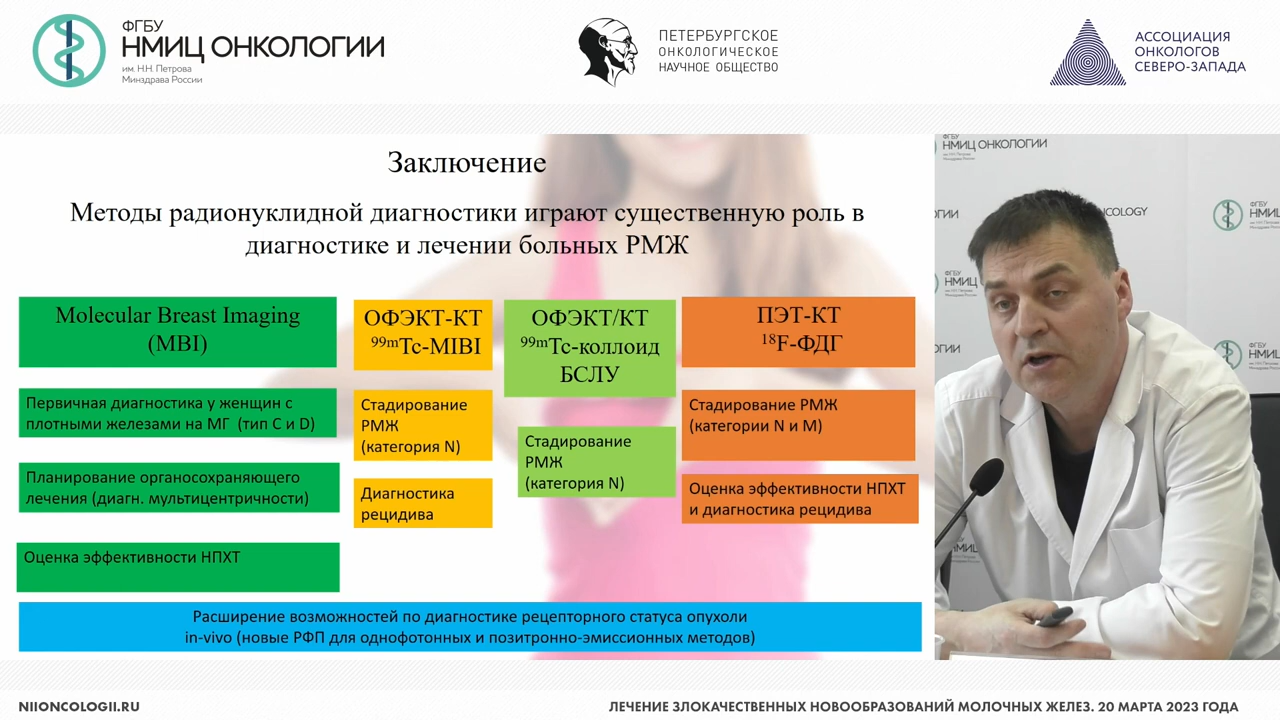 ФГБУ
НМИЦ ОНКОЛОГИИ
им. Н.Н. Петрова
Минздрава России
ПЕТЕРБУРГСКОЕ
ОНКОЛОГИЧЕСКОЕ
НАУЧНОЕ ОБЩЕСТВО
АССОЦИАЦИЯ
ОНКОЛОГОВ
СЕВЕРО-ЗАПАДА
Заключение
Методы радионуклидной диагностики играют существенную роль в
диагностике и лечении больных РМЖ
Molecular Breast Imaging
(MBI)
Первичная диагностика у женщин с
плотными железами на МГ (тип C и D)
Планирование органосохраняющего
лечения (диагн. мультицентричности)
Оценка эффективности НПХТ
ОФЭКТ-КТ
99mTc-MIBI
Стадирование
РМЖ
(категория N)
Диагностика
рецидива
ОФЭКТ/КТ
99mTc-коллоид
БСЛУ
Стадирование
РМЖ
(категория N)
ПЭТ-КТ
18F-ФДГ
Стадирование РМЖ
(категории N и M)
Оценка эффективности НПХТ
и диагностика рецидива
Расширение возможностей по диагностике рецепторного статуса опухоли
in-vivo (новые РФП для однофотонных и позитронно-эмиссионных методов)
ФГБУ
НМИЦ ОНКОЛОГИИ
NIIONCOLOGII.RU
ЛЕЧЕНИЕ ЗЛОКАЧЕСТВЕННЫХ НОВООБРАЗОВАНИЙ МОЛОЧНЫХ ЖЕЛЕЗ. 20 МАРТА 2023 ГОДА